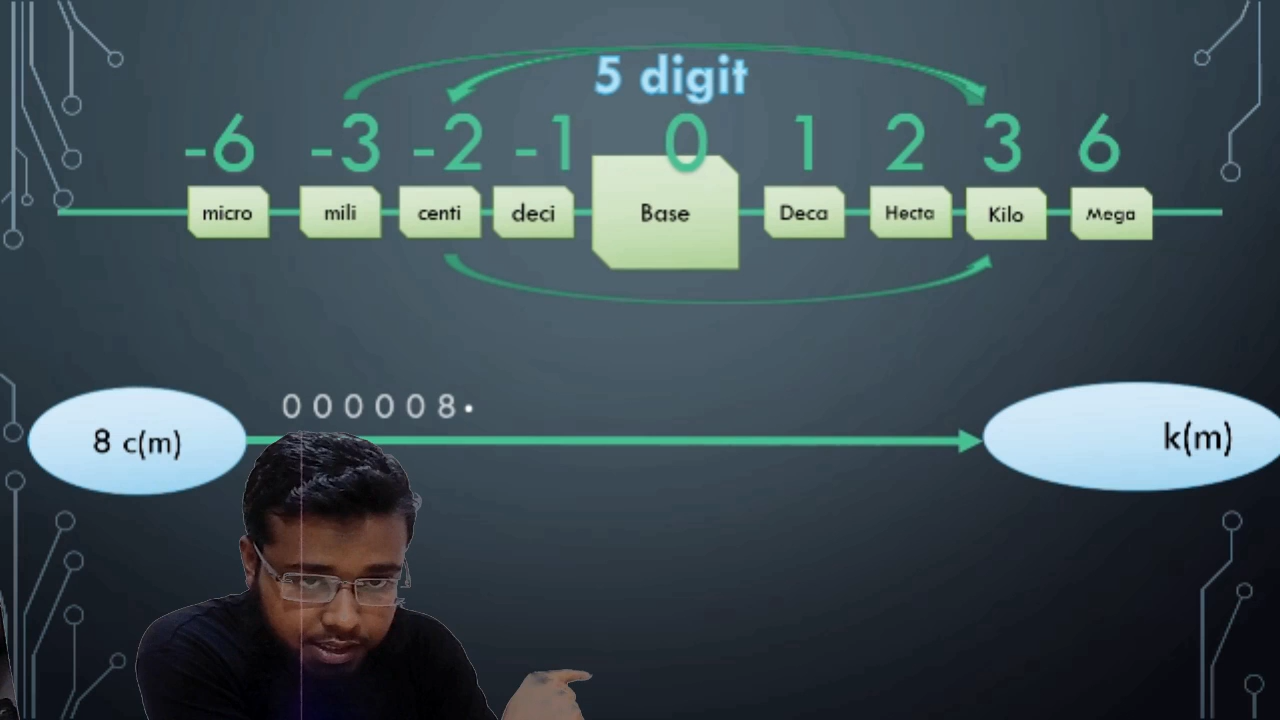 5 digit
-6 -3 -2 -1 0 1 2 3 6
micro mili centi deci Base Deca Hecta Kilo Mega
0 0 0 0 0 8 .
8 c(m) k(m)